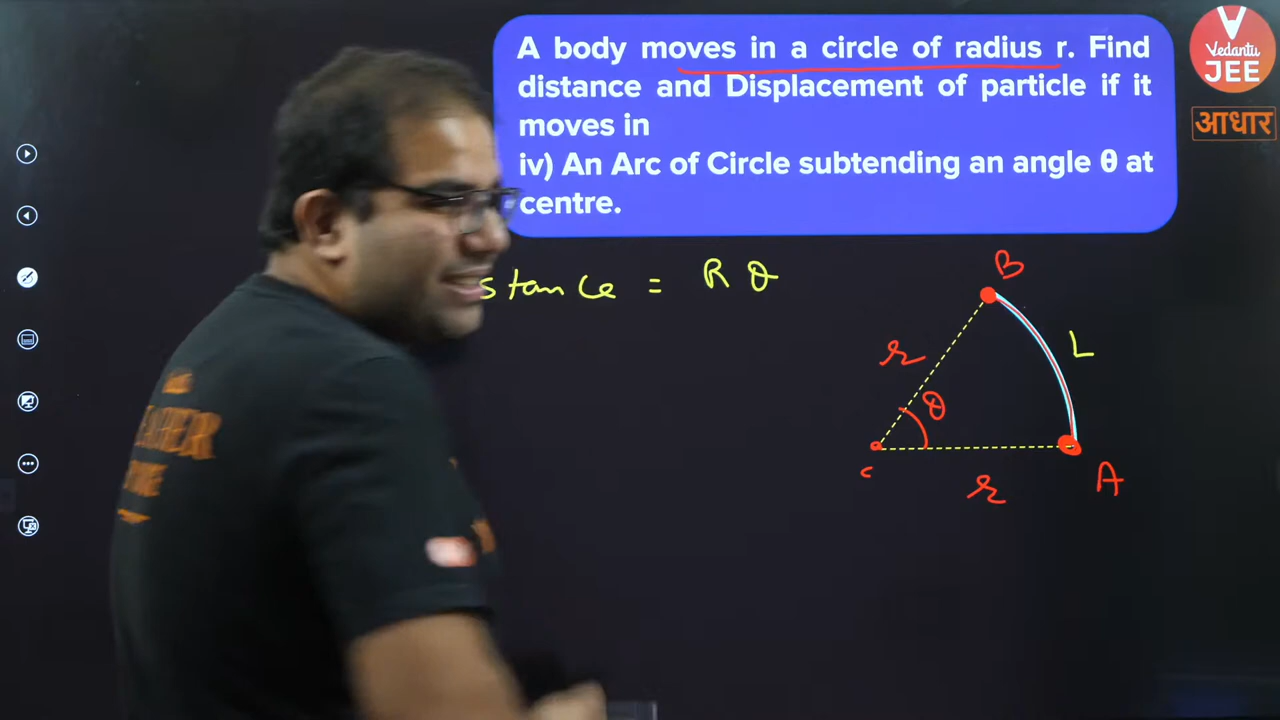 A body moves in a circle of radius r. Find
distance and Displacement of particle if it
moves in
iv) An Arc of Circle subtending an angle θ at
centre.
V
Vedantu
JEE
आधार
stance = R θ
B
r
L
θ
c
r
A